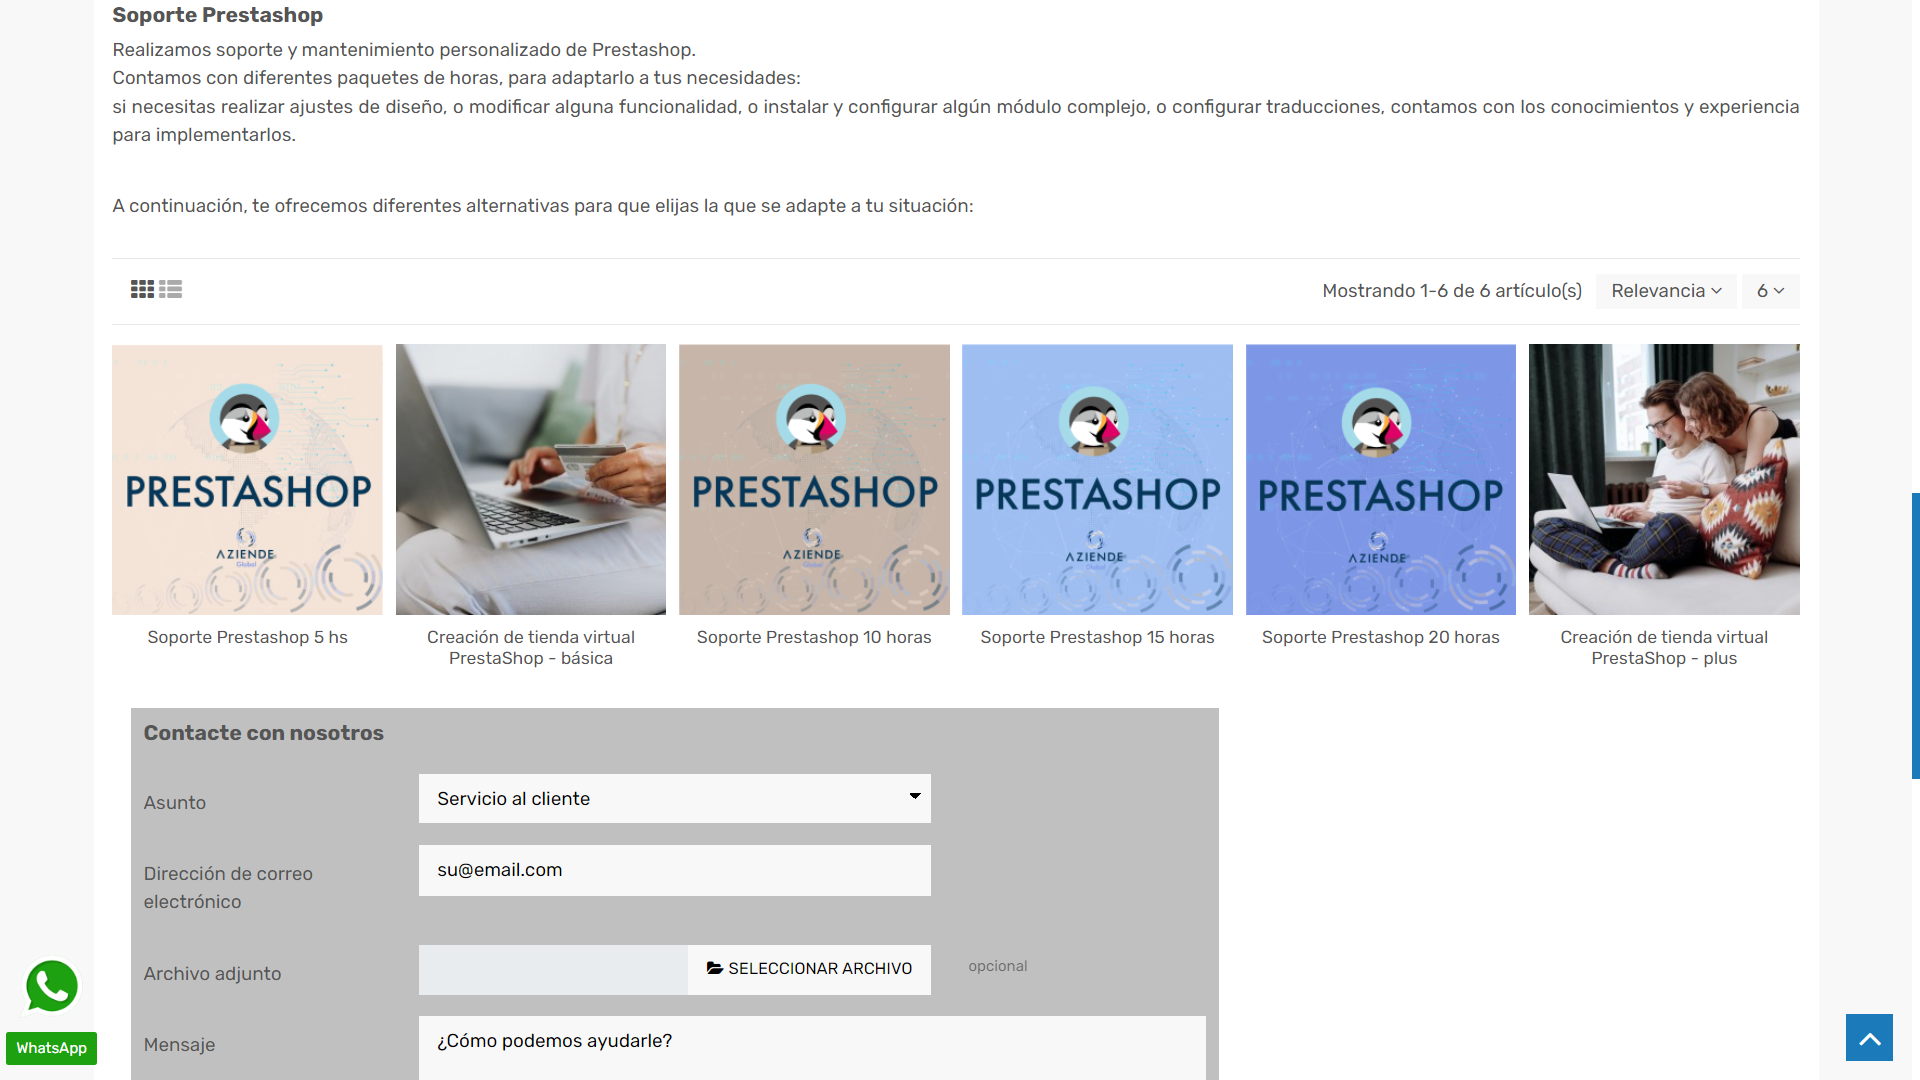 Soporte Prestashop
Realizamos soporte y mantenimiento personalizado de Prestashop.
Contamos con diferentes paquetes de horas, para adaptarlo a tus necesidades:
si necesitas realizar ajustes de diseño, o modificar alguna funcionalidad, o instalar y configurar algún módulo complejo, o configurar traducciones, contamos con los conocimientos y experiencia
para implementarlos.
A continuación, te ofrecemos diferentes alternativas para que elijas la que se adapte a tu situación:
Mostrando 1-6 de 6 artículo(s)
Relevancia
6
PRESTASHOP
AZIENDE
Global
PRESTASHOP
AZIENDE
Global
PRESTASHOP
AZIENDE
Global
PRESTASHOP
AZIENDE
Soporte Prestashop 5 hs
Creación de tienda virtual
PrestaShop - básica
Soporte Prestashop 10 horas
Soporte Prestashop 15 horas
Soporte Prestashop 20 horas
Creación de tienda virtual
PrestaShop - plus
Contacte con nosotros
Asunto
Servicio al cliente
Dirección de correo
electrónico
su@email.com
Archivo adjunto
SELECCIONAR ARCHIVO
opcional
Mensaje
¿Cómo podemos ayudarle?
WhatsApp